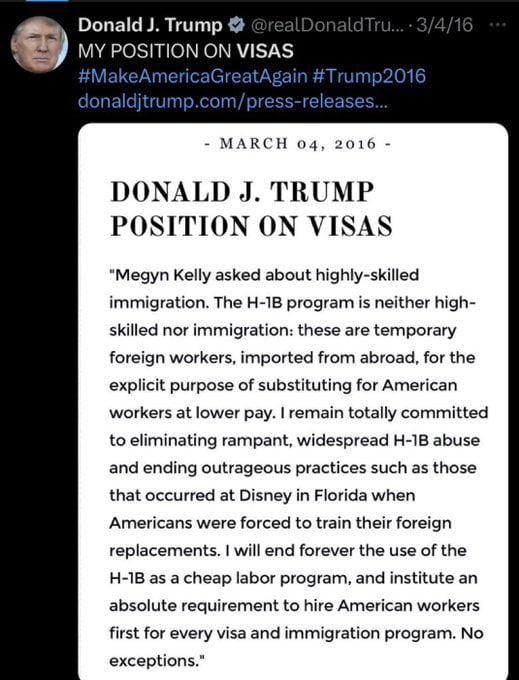 Donald J. Trump @realDonaldTru... · 3/4/16 ...
MY POSITION ON VISAS
#MakeAmericaGreatAgain #Trump2016
donaldjtrump.com/press-releases...
- MARCH 04, 2016 -
DONALD J. TRUMP
POSITION ON VISAS
"Megyn Kelly asked about highly-skilled
immigration. The H-1B program is neither high-
skilled nor immigration: these are temporary
foreign workers, imported from abroad, for the
explicit purpose of substituting for American
workers at lower pay. I remain totally committed
to eliminating rampant, widespread H-1B abuse
and ending outrageous practices such as those
that occurred at Disney in Florida when
Americans were forced to train their foreign
replacements. I will end forever the use of the
H-1B as a cheap labor program, and institute an
absolute requirement to hire American workers
first for every visa and immigration program. No
exceptions."